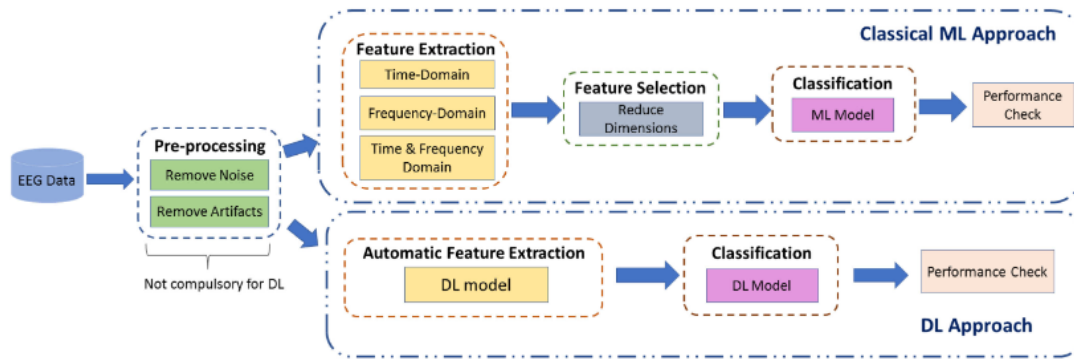 Classical ML Approach
Feature Extraction
Time-Domain
Frequency-Domain
Time & Frequency
Domain
Feature Selection
Reduce
Dimensions
Classification
ML Model
Performance
Check
EEG Data
Pre-processing
Remove Noise
Remove Artifacts
Not compulsory for DL
Automatic Feature Extraction
DL model
Classification
DL Model
Performance Check
DL Approach